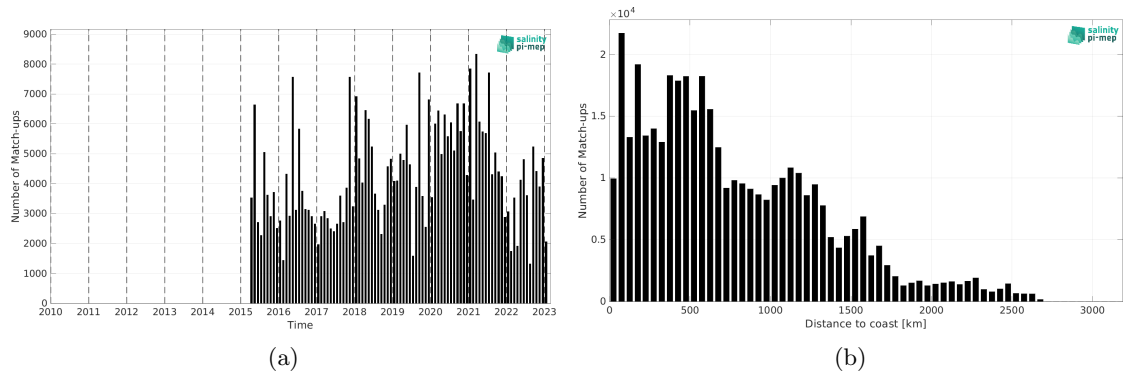 9000
8000
7000
6000
5000
4000
3000
2000
1000
0
Number of Match-ups
2010 2011 2012 2013 2014 2015 2016 2017 2018 2019 2020 2021 2022 2023
Time
salinity
pi-mep
(a)
×10⁴
2
1.5
1
0.5
0
Number of Match-ups
0 500 1000 1500 2000 2500 3000
Distance to coast [km]
salinity
pi-mep
(b)